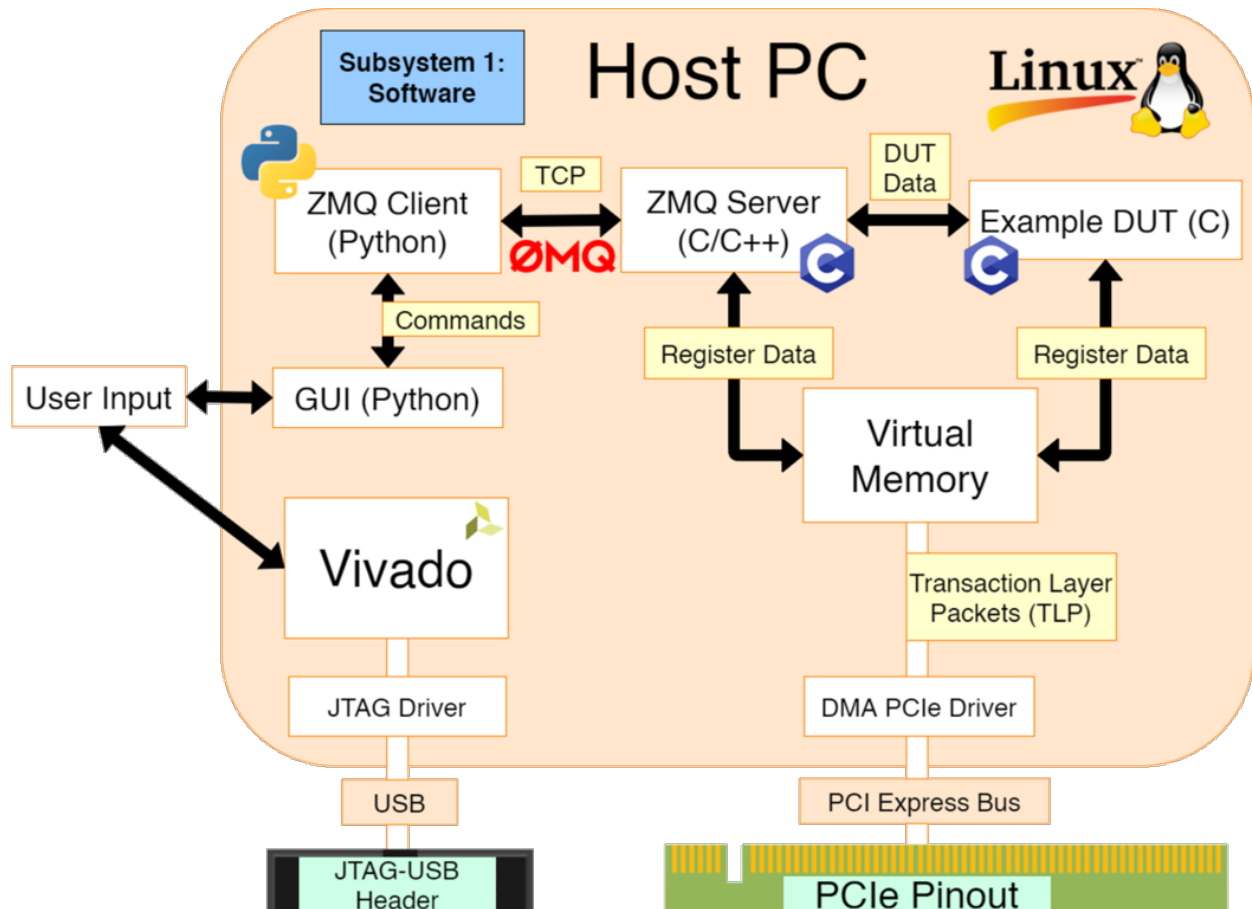 Subsystem 1:
Software
Host PC
Linux™
ZMQ Client
(Python)
TCP
ØMQ
ZMQ Server
(C/C++)
C
DUT
Data
Example DUT (C)
C
Commands
Register Data
Register Data
User Input
GUI (Python)
Virtual
Memory
Vivado
Transaction Layer
Packets (TLP)
JTAG Driver
DMA PCIe Driver
USB
PCI Express Bus
JTAG-USB
Header
PCIe Pinout